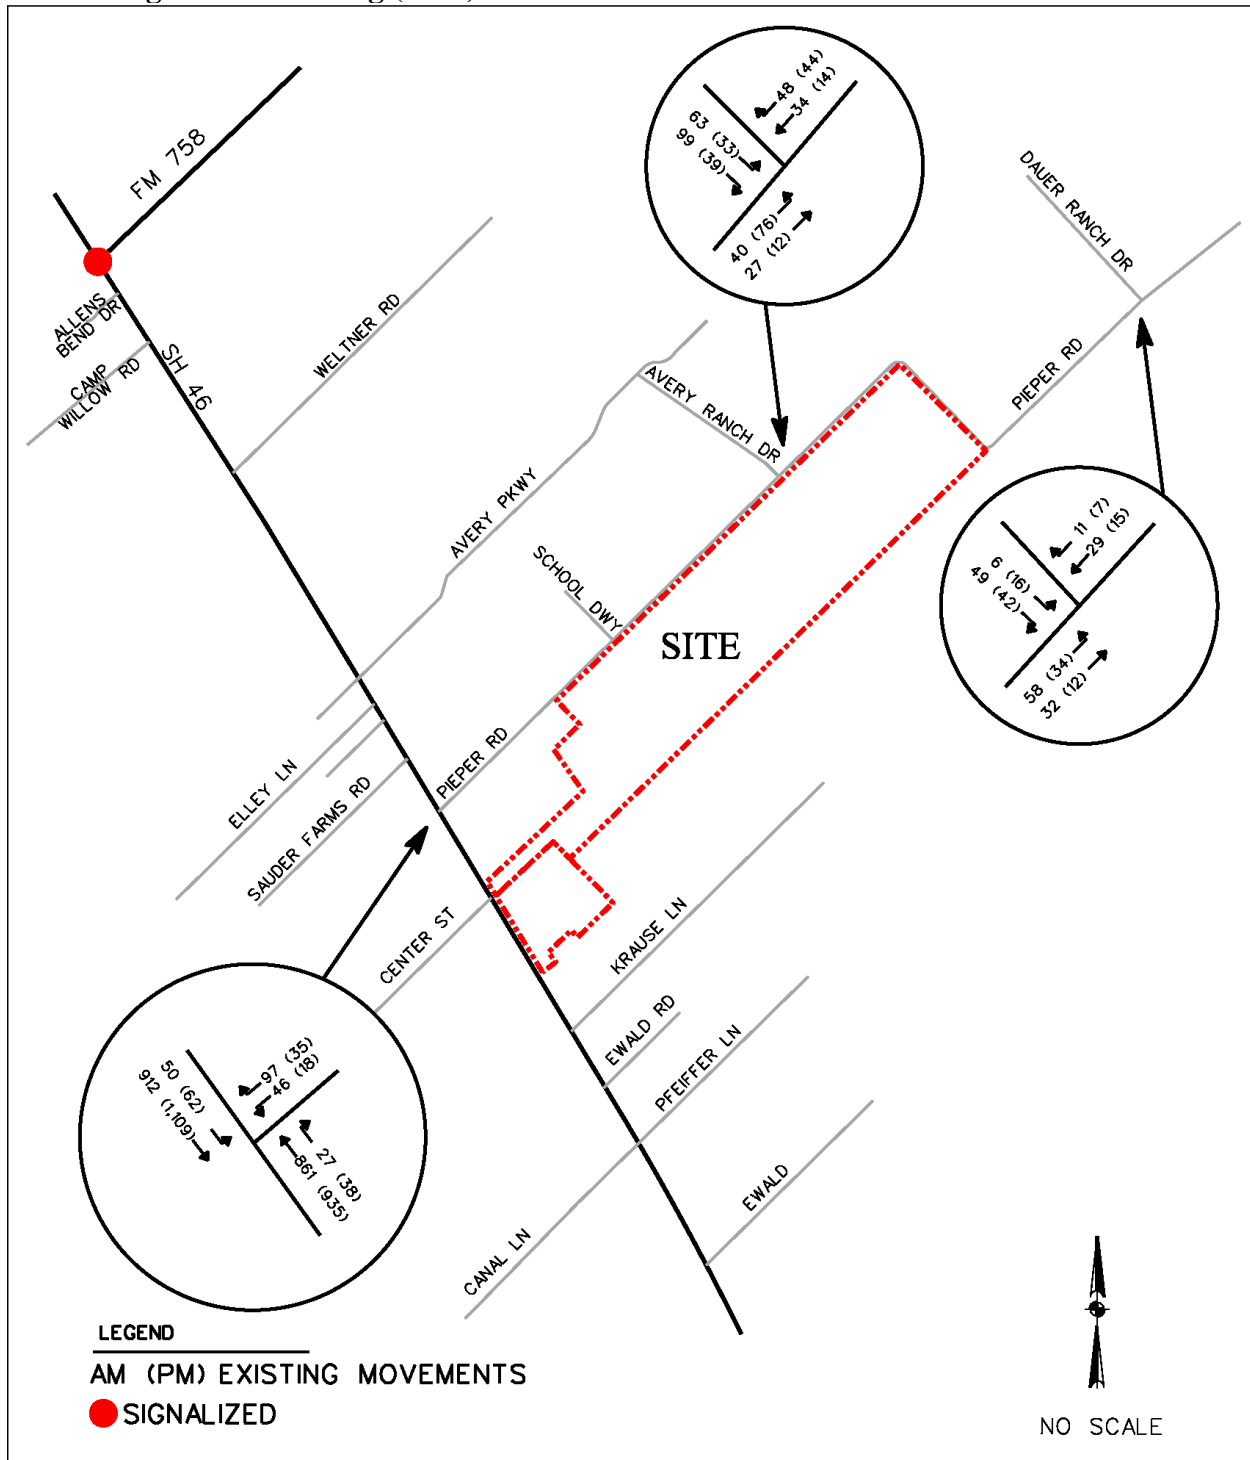 48 (44)
34 (14)
63 (33)
99 (39)
40 (76)
27 (12)
FM 758
DAUER RANCH DR
ALLENS
BEND DR
CAMP
WILLOW RD
SH 46
WELTNER RD
AVERY RANCH DR
PIEPER RD
AVERY PKWY
SCHOOL DWY
SITE
11 (7)
29 (15)
6 (16)
49 (42)
58 (34)
32 (12)
PIEPER RD
ELLEY LN
SAUDER FARMS RD
CENTER ST
KRAUSE LN
EWALD RD
PFEIFFER LN
EWALD
CANAL LN
97 (35)
46 (18)
50 (62)
912 (1,109)
27 (38)
861 (935)
LEGEND
AM (PM) EXISTING MOVEMENTS
SIGNALIZED
NO SCALE